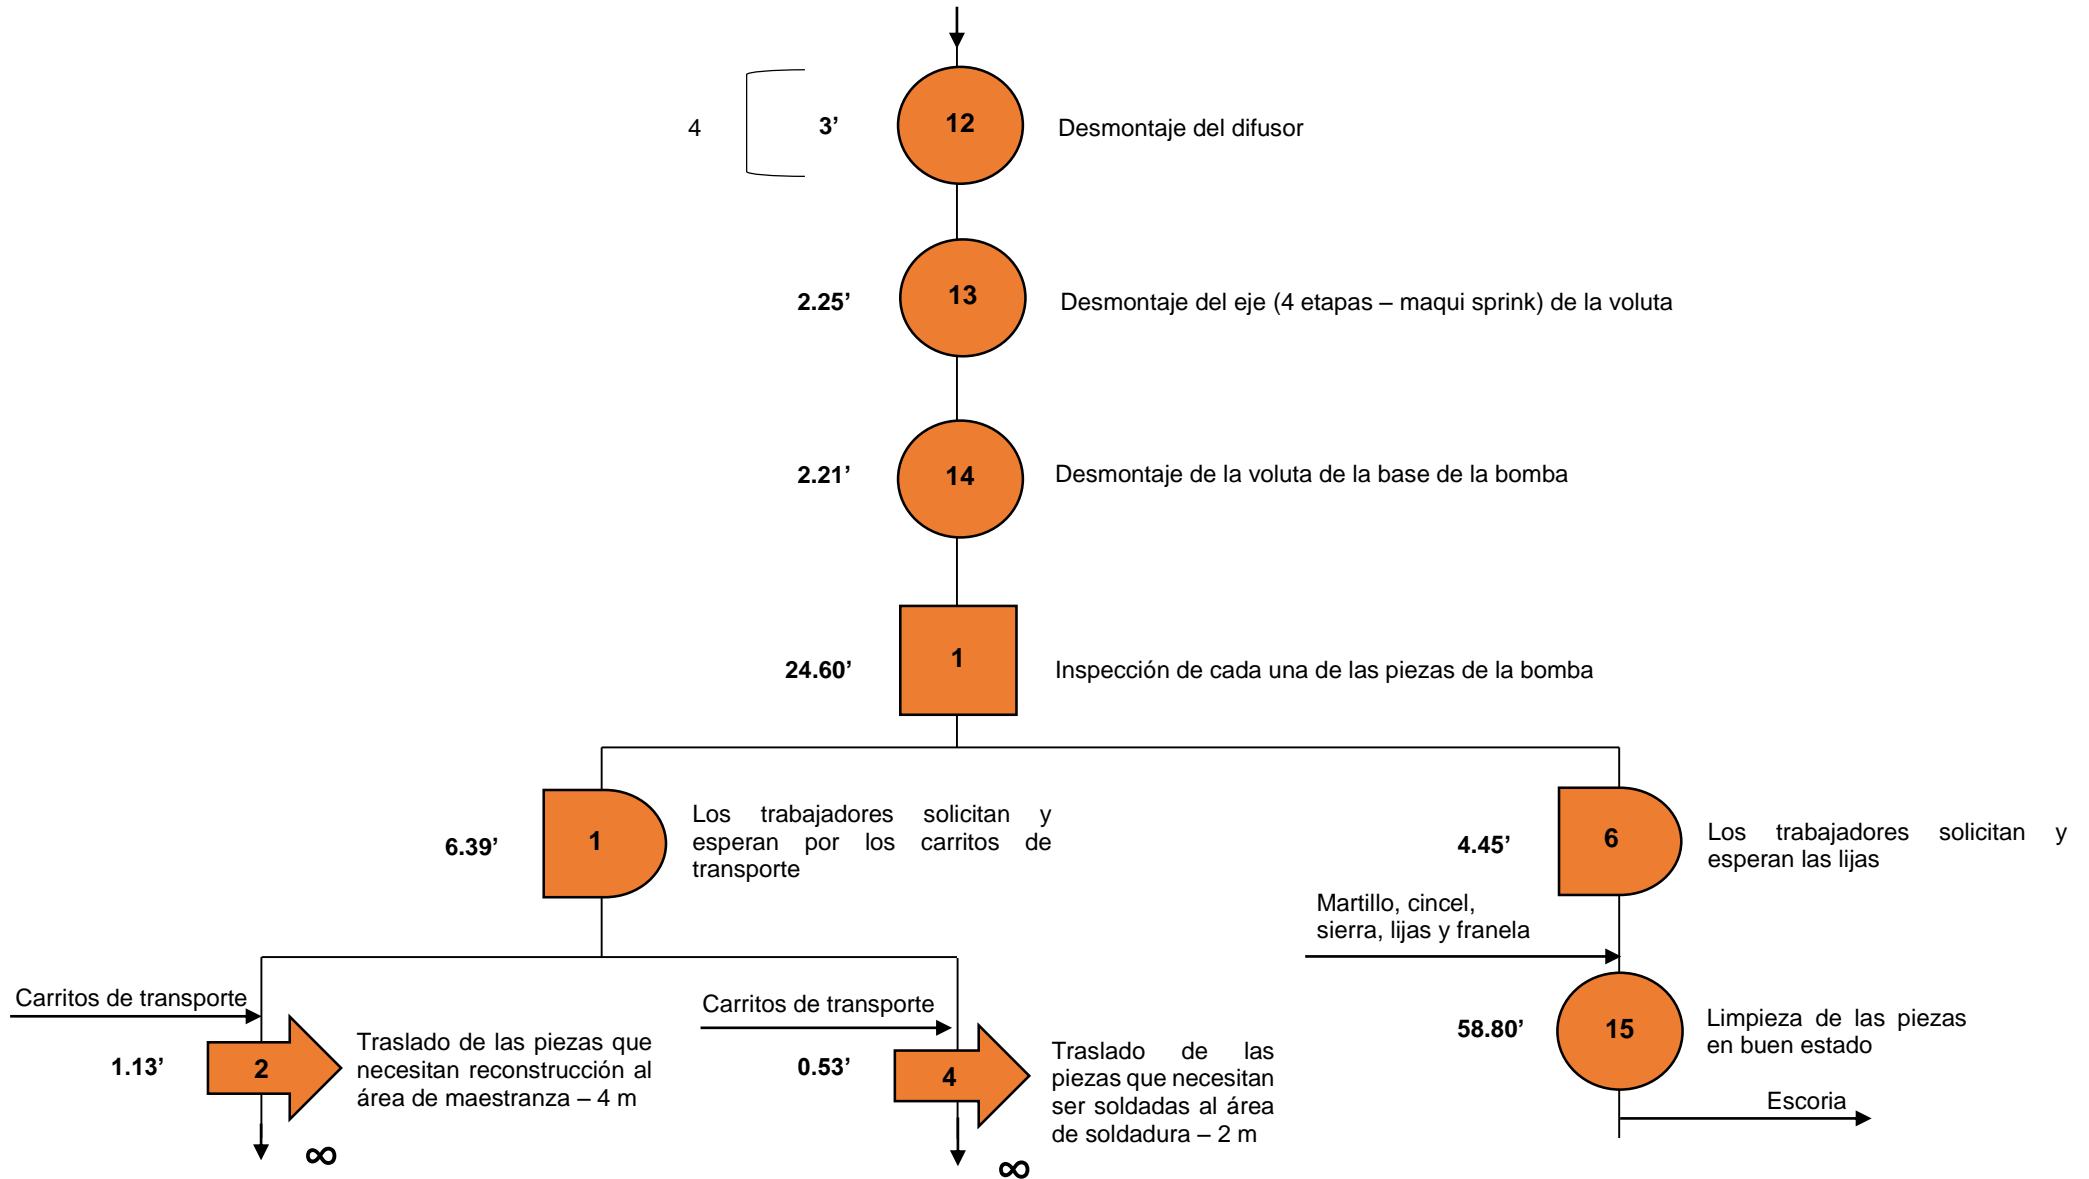 4
3’
12
Desmontaje del difusor
2.25’
13
Desmontaje del eje (4 etapas – maqui sprink) de la voluta
2.21’
14
Desmontaje de la voluta de la base de la bomba
24.60’
1
Inspección de cada una de las piezas de la bomba
6.39’
1
Los trabajadores solicitan y
esperan por los carritos de
transporte
4.45’
6
Los trabajadores solicitan y
esperan las lijas
Martillo, cincel,
sierra, lijas y franela
Carritos de transporte
1.13’
2
Traslado de las piezas que
necesitan reconstrucción al
área de maestranza – 4 m
∞
Carritos de transporte
0.53’
4
Traslado de las
piezas que necesitan
ser soldadas al área
de soldadura – 2 m
∞
58.80’
15
Limpieza de las piezas
en buen estado
Escoria